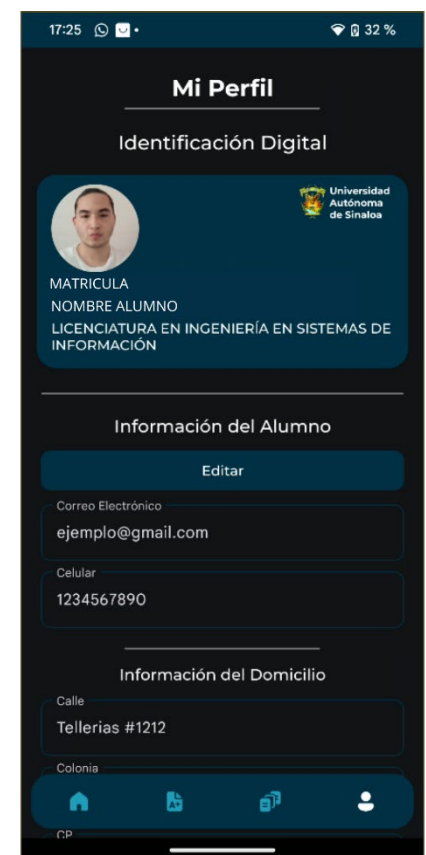 17:25 32 %
Mi Perfil
Identificación Digital
Universidad
Autónoma
de Sinaloa
MATRICULA
NOMBRE ALUMNO
LICENCIATURA EN INGENIERÍA EN SISTEMAS DE
INFORMACIÓN
Información del Alumno
Editar
Correo Electrónico
ejemplo@gmail.com
Celular
1234567890
Información del Domicilio
Calle
Tellerias #1212
Colonia
A+
CP